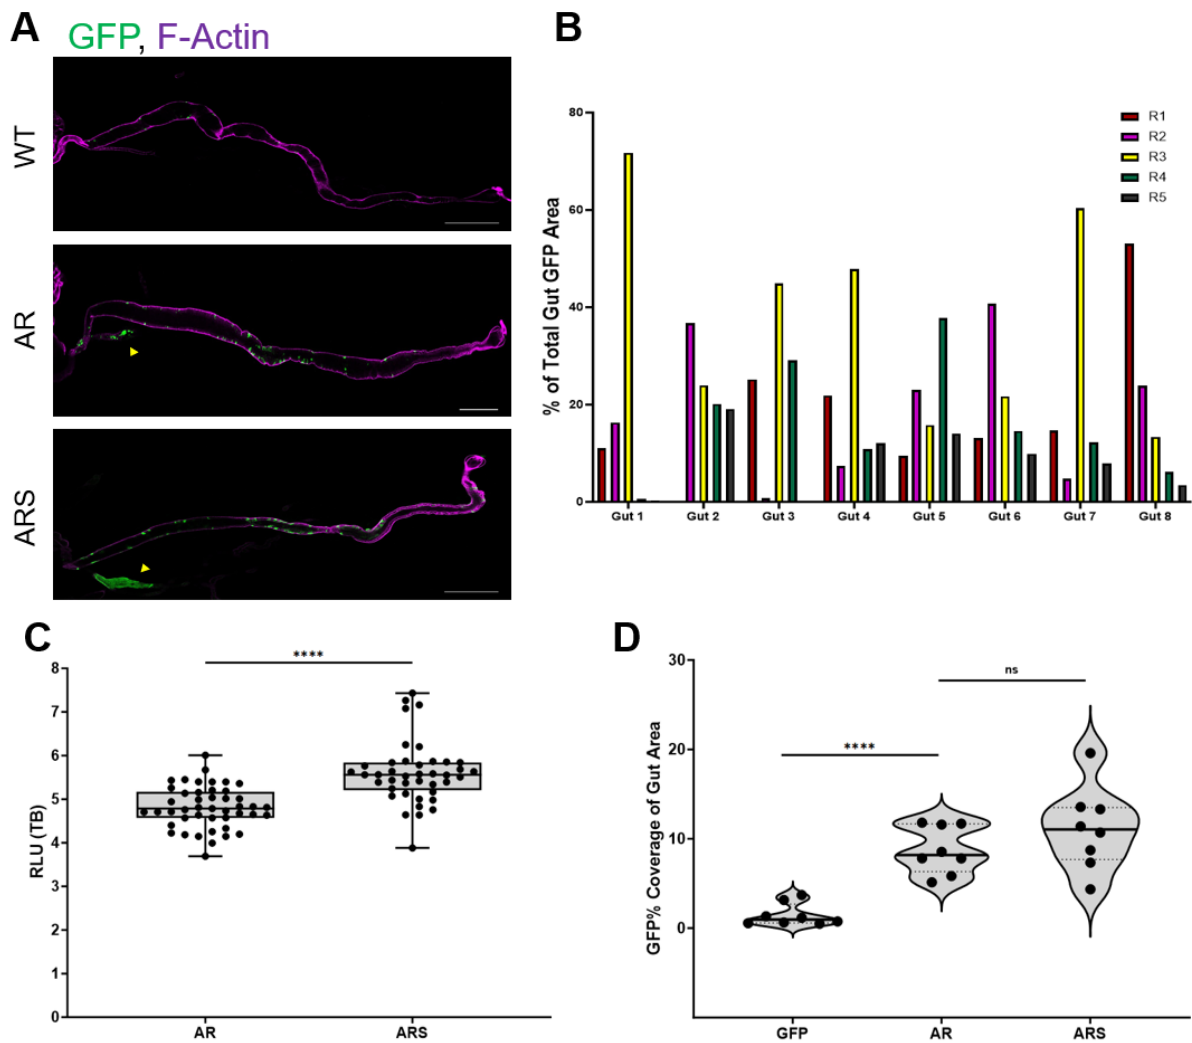 A
GFP, F-Actin
WT
AR
ARS
B
% of Total Gut GFP Area
80
60
40
20
0
R1
R2
R3
R4
R5
Gut 1 Gut 2 Gut 3 Gut 4 Gut 5 Gut 6 Gut 7 Gut 8
C
RLU (TB)
8
7
6
5
4
3
2
1
0
****
AR ARS
D
GFP% Coverage of Gut Area
30
20
10
0
****
ns
GFP AR ARS